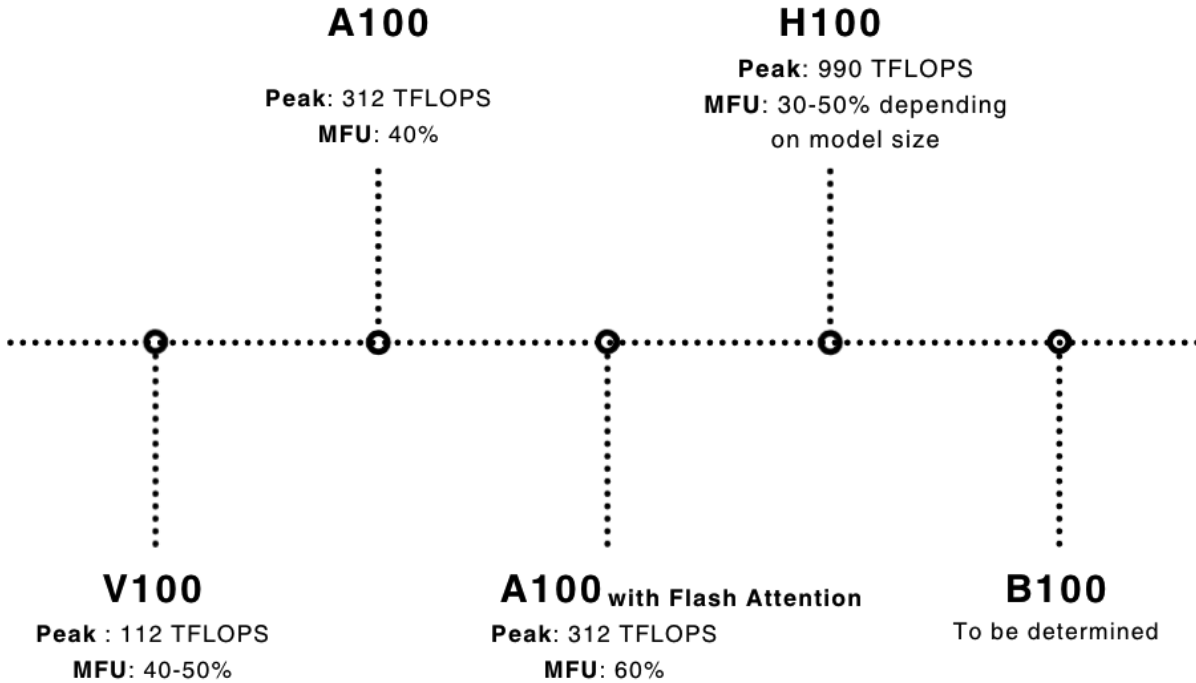 A100
Peak: 312 TFLOPS
MFU: 40%
H100
Peak: 990 TFLOPS
MFU: 30-50% depending
on model size
V100
Peak : 112 TFLOPS
MFU: 40-50%
A100 with Flash Attention
Peak: 312 TFLOPS
MFU: 60%
B100
To be determined